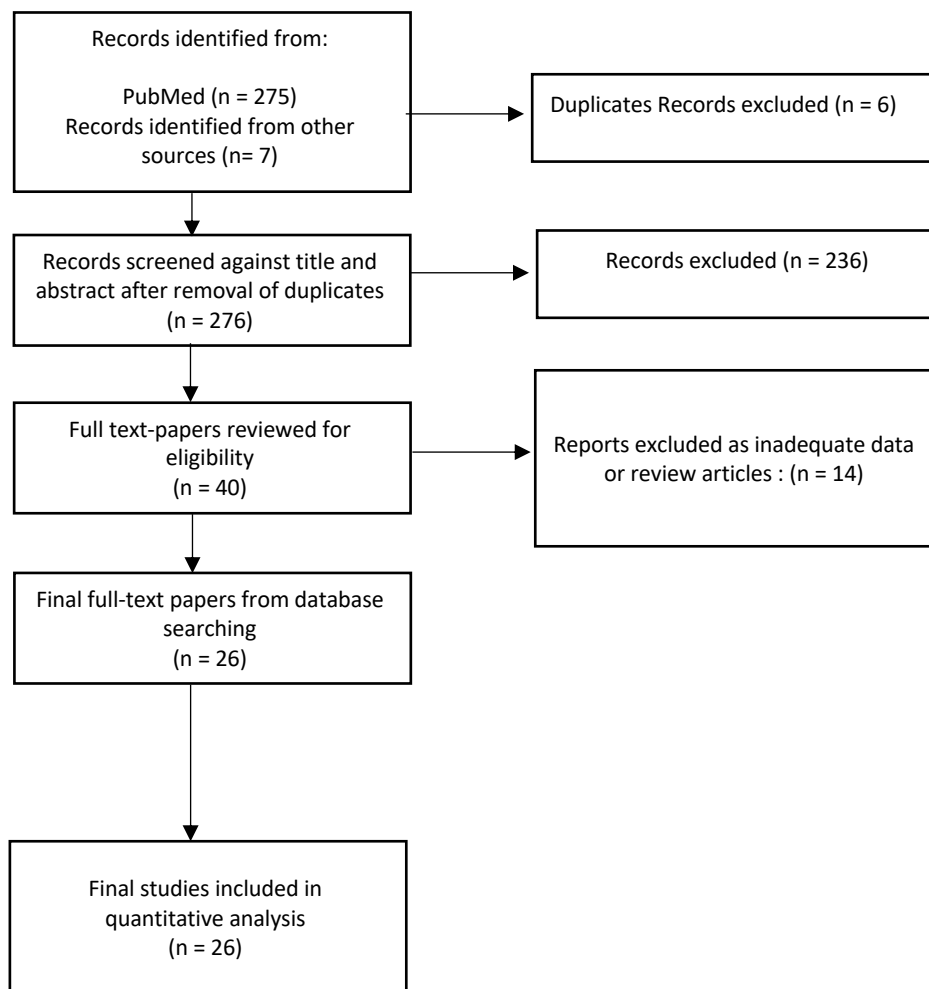 Records identified from:
PubMed (n = 275)
Records identified from other
sources (n= 7)
Duplicates Records excluded (n = 6)
Records screened against title and
abstract after removal of duplicates
(n = 276)
Records excluded (n = 236)
Full text-papers reviewed for
eligibility
(n = 40)
Reports excluded as inadequate data
or review articles : (n = 14)
Final full-text papers from database
searching
(n = 26)
Final studies included in
quantitative analysis
(n = 26)